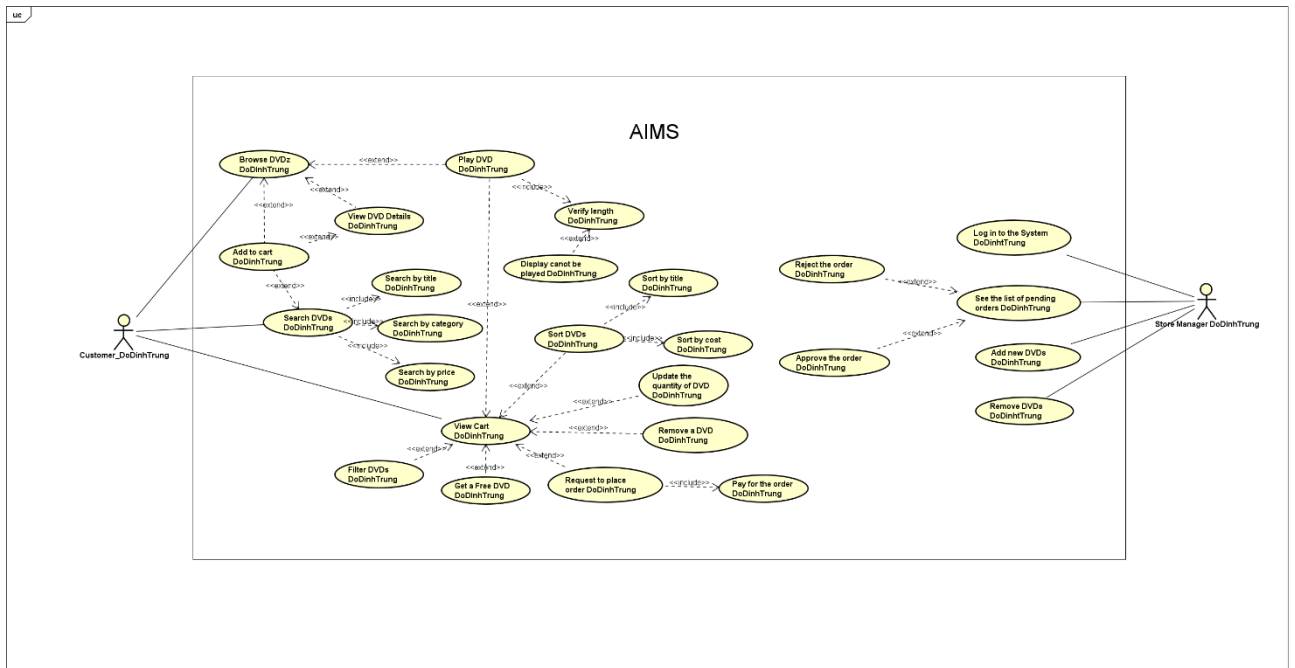 uc
AIMS
Browse DVDz
DoDinhTrung
<<extend>>
Play DVD
DoDinhTrung
<<include>>
<<extend>>
<<extend>>
View DVD Details
DoDinhTrung
Verify length
DoDinhTrung
<<extend>>
<<extend>>
Add to cart
DoDinhTrung
Display canot be
played DoDinhTrung
Log in to the System
DoDinhtTrung
Reject the order
DoDinhTrung
<<extend>>
<<extend>>
Search by title
DoDinhTrung
Sort by title
DoDinhTrung
<<include>>
<<extend>>
<<include>>
See the list of pending
orders DoDinhTrung
Search DVDs
DoDinhTrung
<<include>>
Search by category
DoDinhTrung
Sort DVDs
DoDinhTrung
<<include>>
Sort by cost
DoDinhTrung
<<extend>>
Customer_DoDinhTrung
Store Manager DoDinhTrung
<<include>>
Search by price
DoDinhTrung
Approve the order
DoDinhTrung
Add new DVDs
DoDinhTrung
<<extend>>
Update the
quantity of DVD
DoDinhTrung
<<extend>>
Remove DVDs
DoDinhtTrung
View Cart
DoDinhTrung
<<extend>>
Remove a DVD
DoDinhTrung
<<extend>>
<<extend>>
<<extend>>
Filter DVDs
DoDinhTrung
Get a Free DVD
DoDinhTrung
Request to place
order DoDinhTrung
<<include>>
Pay for the order
DoDinhTrung